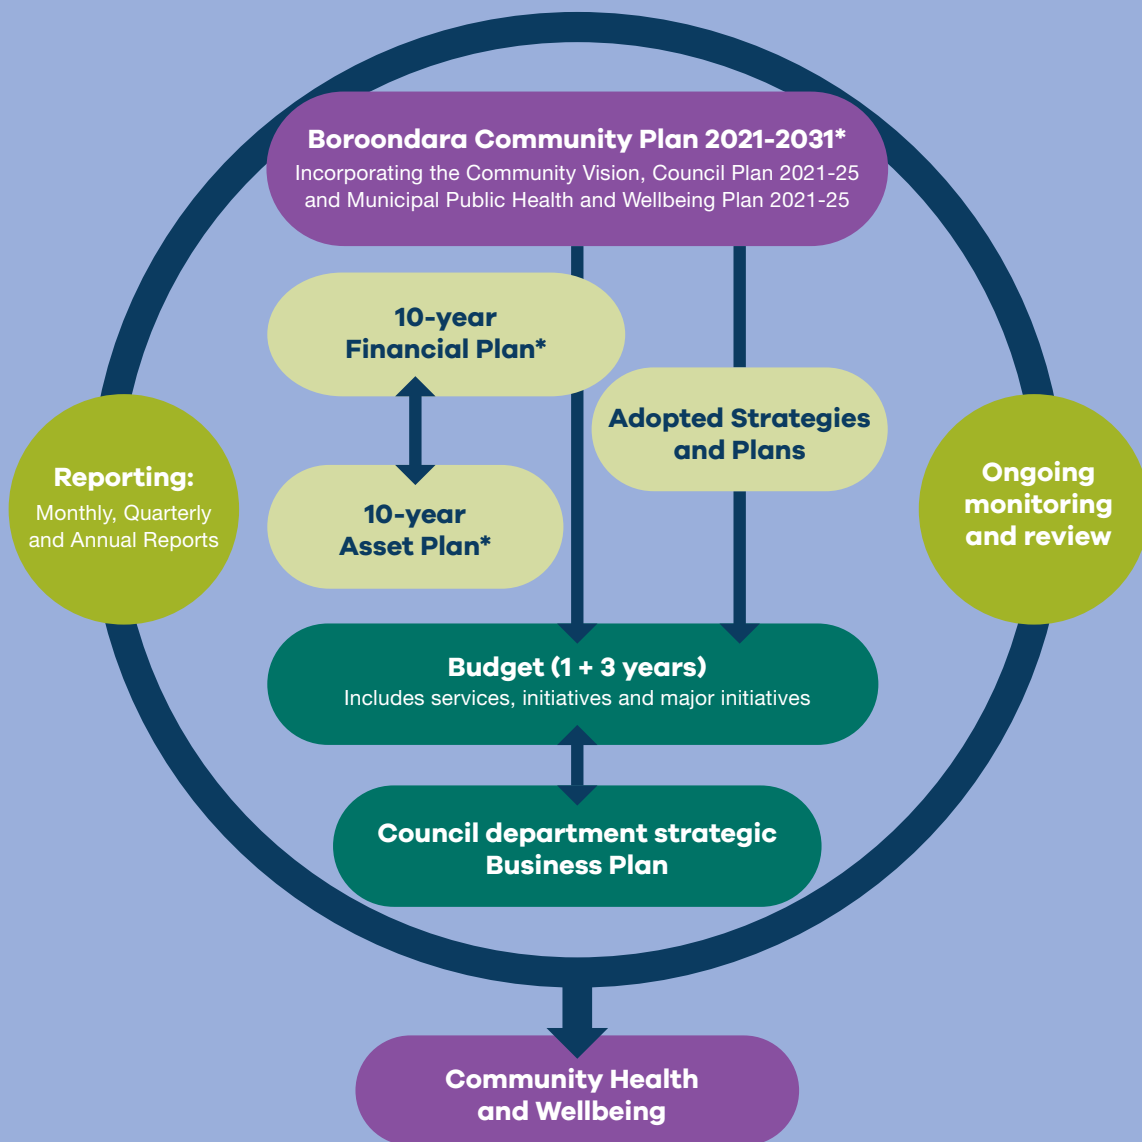 Boroondara Community Plan 2021-2031*
Incorporating the Community Vision, Council Plan 2021-25
and Municipal Public Health and Wellbeing Plan 2021-25
10-year
Financial Plan*
Adopted Strategies
and Plans
Reporting:
Monthly, Quarterly
and Annual Reports
10-year
Asset Plan*
Ongoing
monitoring
and review
Budget (1 + 3 years)
Includes services, initiatives and major initiatives
Council department strategic
Business Plan
Community Health
and Wellbeing